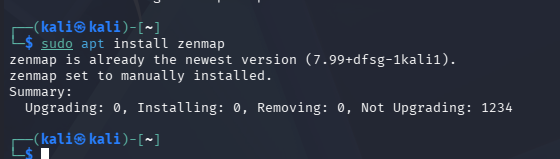 ┌──(kali㉿kali)-[~]
└─$ sudo apt install zenmap
zenmap is already the newest version (7.99+dfsg-1kali1).
zenmap set to manually installed.
Summary:
  Upgrading: 0, Installing: 0, Removing: 0, Not Upgrading: 1234
┌──(kali㉿kali)-[~]
└─$